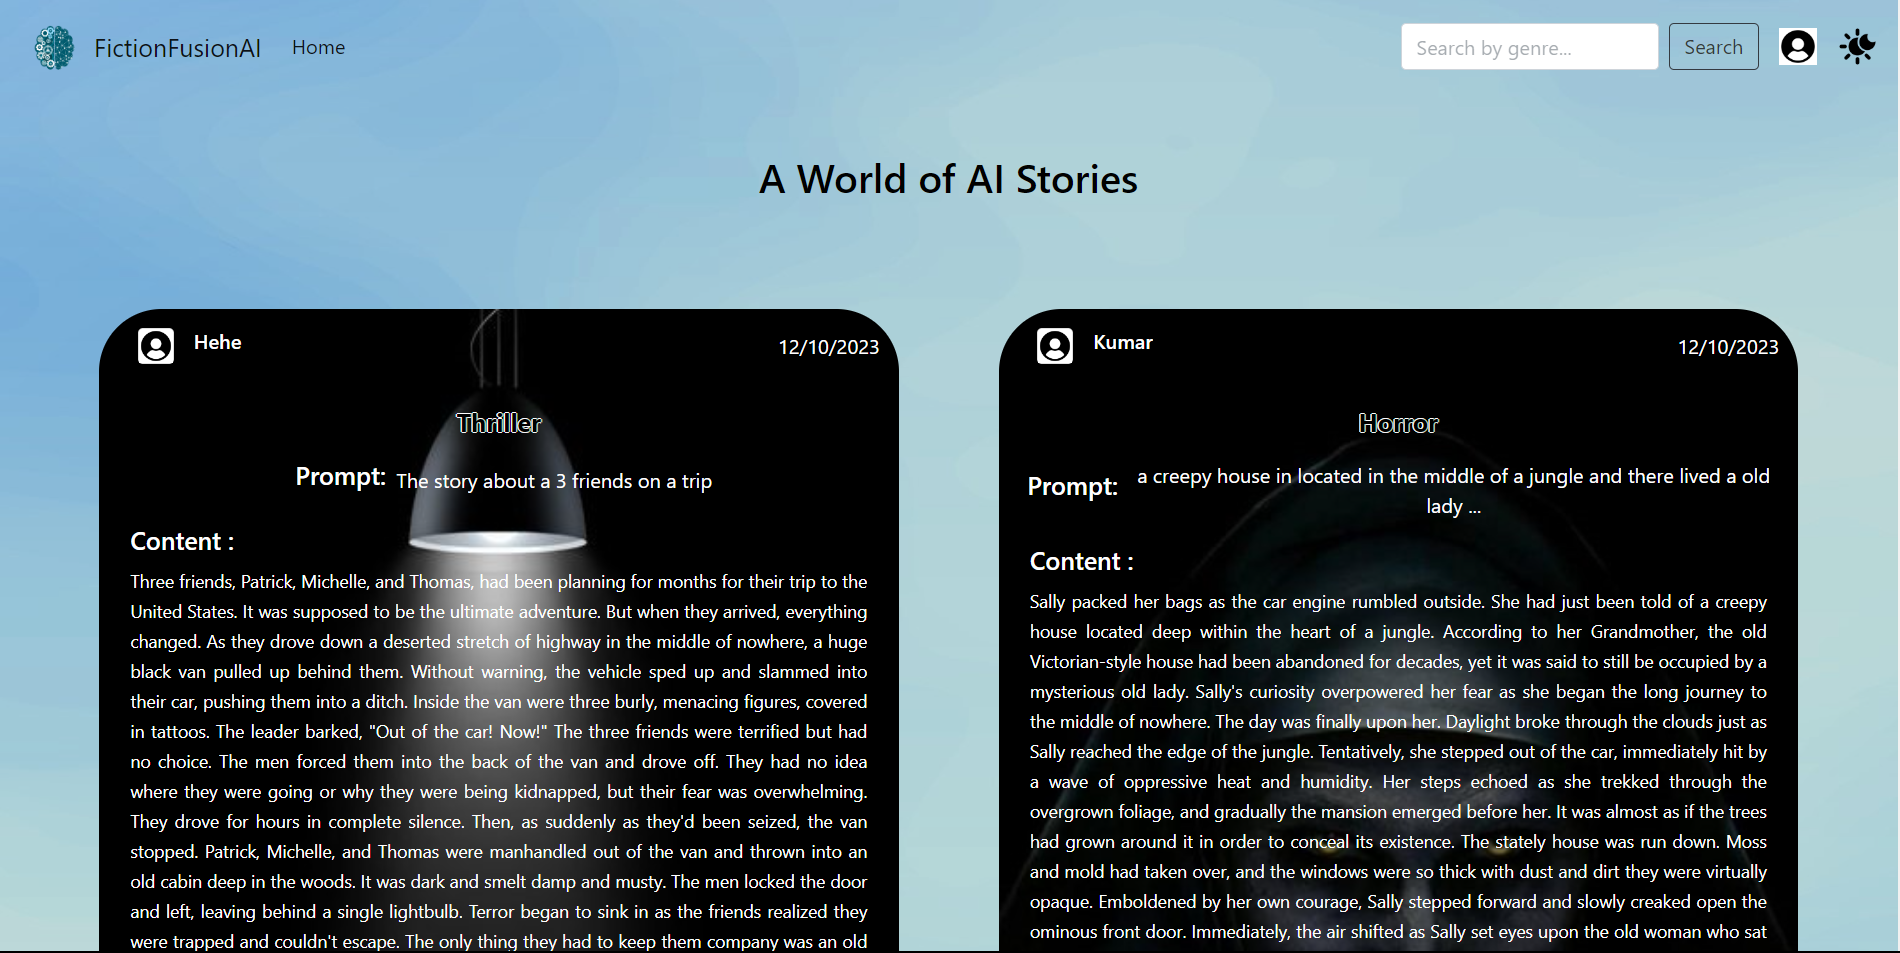 FictionFusionAI Home Search by genre... Search
A World of AI Stories
Hehe 12/10/2023
Thriller
Prompt: The story about a 3 friends on a trip
Content :
Three friends, Patrick, Michelle, and Thomas, had been planning for months for their trip to the
United States. It was supposed to be the ultimate adventure. But when they arrived, everything
changed. As they drove down a deserted stretch of highway in the middle of nowhere, a huge
black van pulled up behind them. Without warning, the vehicle sped up and slammed into
their car, pushing them into a ditch. Inside the van were three burly, menacing figures, covered
in tattoos. The leader barked, "Out of the car! Now!" The three friends were terrified but had
no choice. The men forced them into the back of the van and drove off. They had no idea
where they were going or why they were being kidnapped, but their fear was overwhelming.
They drove for hours in complete silence. Then, as suddenly as they'd been seized, the van
stopped. Patrick, Michelle, and Thomas were manhandled out of the van and thrown into an
old cabin deep in the woods. It was dark and smelt damp and musty. The men locked the door
and left, leaving behind a single lightbulb. Terror began to sink in as the friends realized they
were trapped and couldn't escape. The only thing they had to keep them company was an old
Kumar 12/10/2023
Horror
Prompt: a creepy house in located in the middle of a jungle and there lived a old
lady ...
Content :
Sally packed her bags as the car engine rumbled outside. She had just been told of a creepy
house located deep within the heart of a jungle. According to her Grandmother, the old
Victorian-style house had been abandoned for decades, yet it was said to still be occupied by a
mysterious old lady. Sally's curiosity overpowered her fear as she began the long journey to
the middle of nowhere. The day was finally upon her. Daylight broke through the clouds just as
Sally reached the edge of the jungle. Tentatively, she stepped out of the car, immediately hit by
a wave of oppressive heat and humidity. Her steps echoed as she trekked through the
overgrown foliage, and gradually the mansion emerged before her. It was almost as if the trees
had grown around it in order to conceal its existence. The stately house was run down. Moss
and mold had taken over, and the windows were so thick with dust and dirt they were virtually
opaque. Emboldened by her own courage, Sally stepped forward and slowly creaked open the
ominous front door. Immediately, the air shifted as Sally set eyes upon the old woman who sat